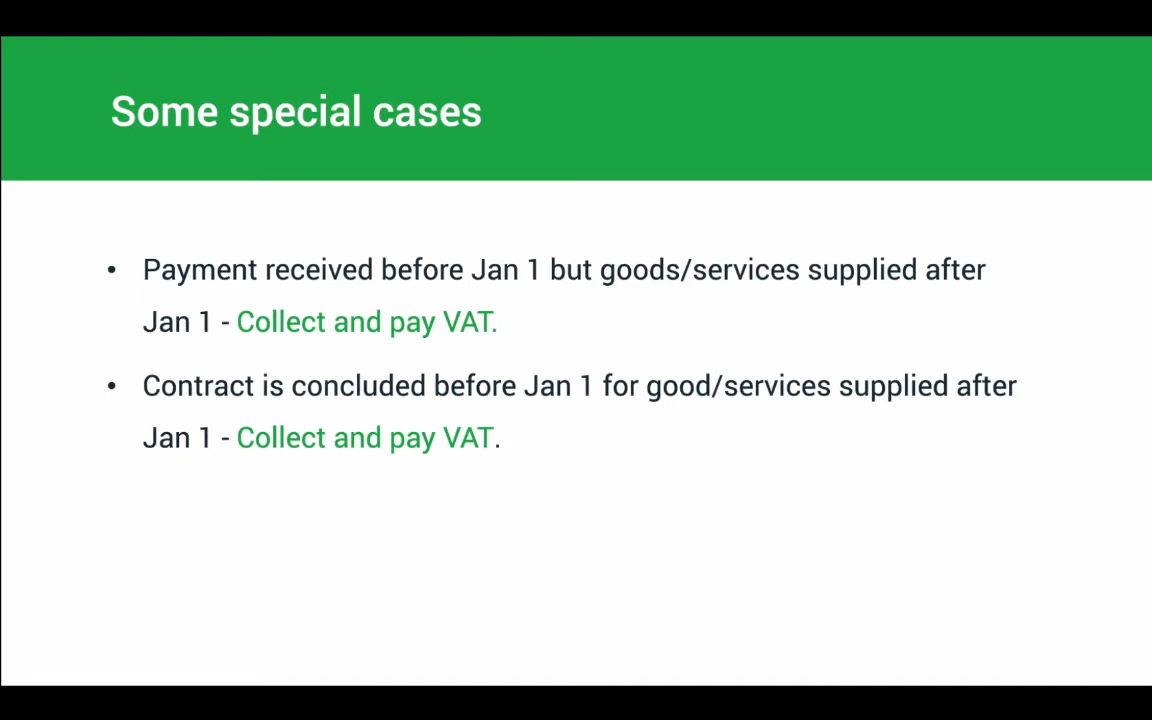 Some special cases
• Payment received before Jan 1 but goods/services supplied after
Jan 1 - Collect and pay VAT.
• Contract is concluded before Jan 1 for good/services supplied after
Jan 1 - Collect and pay VAT.